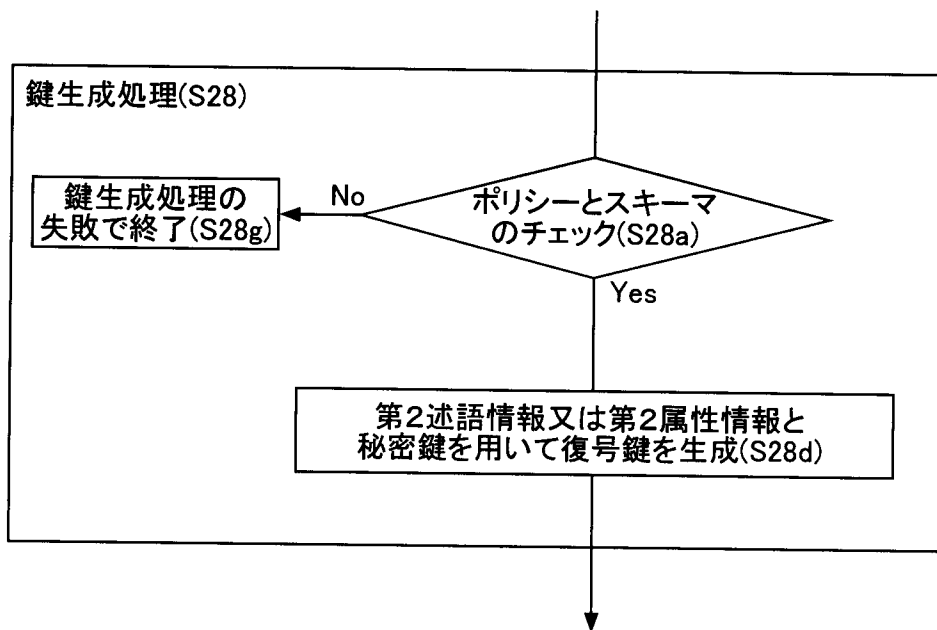 鍵生成処理(S28)
鍵生成処理の
失敗で終了(S28g)
No
ポリシーとスキーマ
のチェック(S28a)
Yes
第2述語情報又は第2属性情報と
秘密鍵を用いて復号鍵を生成(S28d)